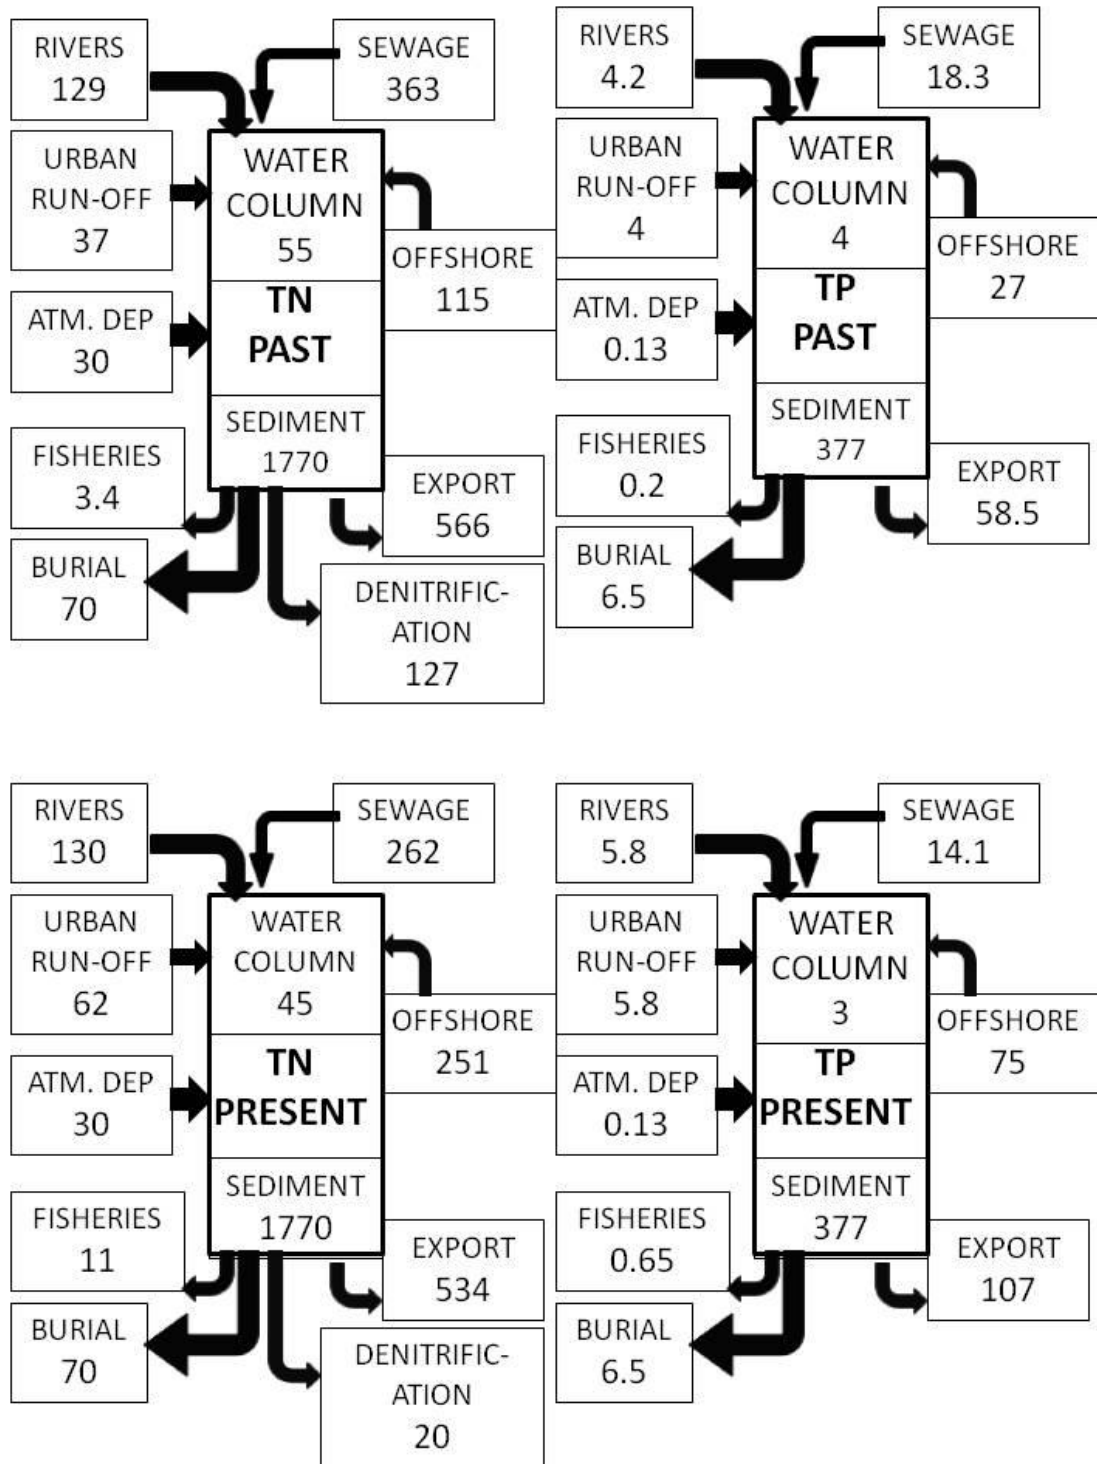 RIVERS
129
SEWAGE
363
URBAN
RUN-OFF
37
WATER
COLUMN
55
OFFSHORE
115
ATM. DEP
30
TN
PAST
SEDIMENT
1770
FISHERIES
3.4
EXPORT
566
BURIAL
70
DENITRIFIC-
ATION
127
RIVERS
4.2
SEWAGE
18.3
URBAN
RUN-OFF
4
WATER
COLUMN
4
OFFSHORE
27
ATM. DEP
0.13
TP
PAST
SEDIMENT
377
FISHERIES
0.2
EXPORT
58.5
BURIAL
6.5
RIVERS
130
SEWAGE
262
URBAN
RUN-OFF
62
WATER
COLUMN
45
OFFSHORE
251
ATM. DEP
30
TN
PRESENT
SEDIMENT
1770
FISHERIES
11
EXPORT
534
BURIAL
70
DENITRIFIC-
ATION
20
RIVERS
5.8
SEWAGE
14.1
URBAN
RUN-OFF
5.8
WATER
COLUMN
3
OFFSHORE
75
ATM. DEP
0.13
TP
PRESENT
SEDIMENT
377
FISHERIES
0.65
EXPORT
107
BURIAL
6.5